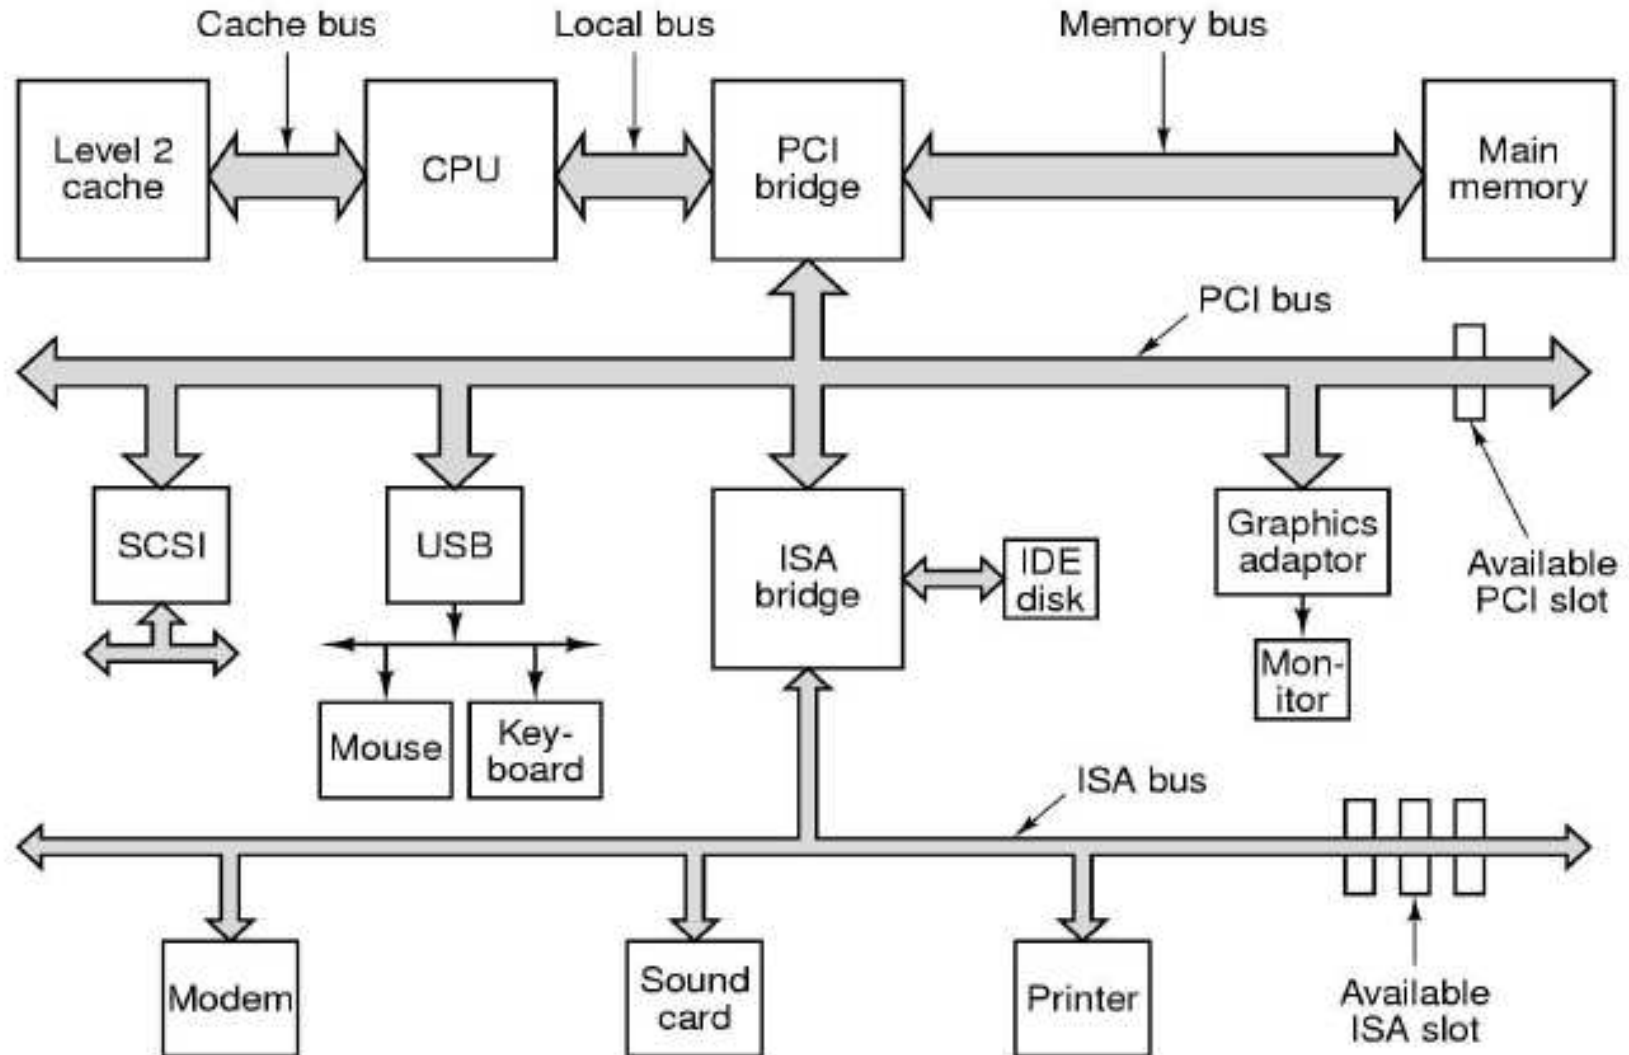 Cache bus
Local bus
Memory bus
Level 2
cache
CPU
PCI
bridge
Main
memory
PCI bus
SCSI
USB
ISA
bridge
IDE
disk
Graphics
adaptor
Available
PCI slot
Mouse
Key-
board
Mon-
itor
ISA bus
Modem
Sound
card
Printer
Available
ISA slot